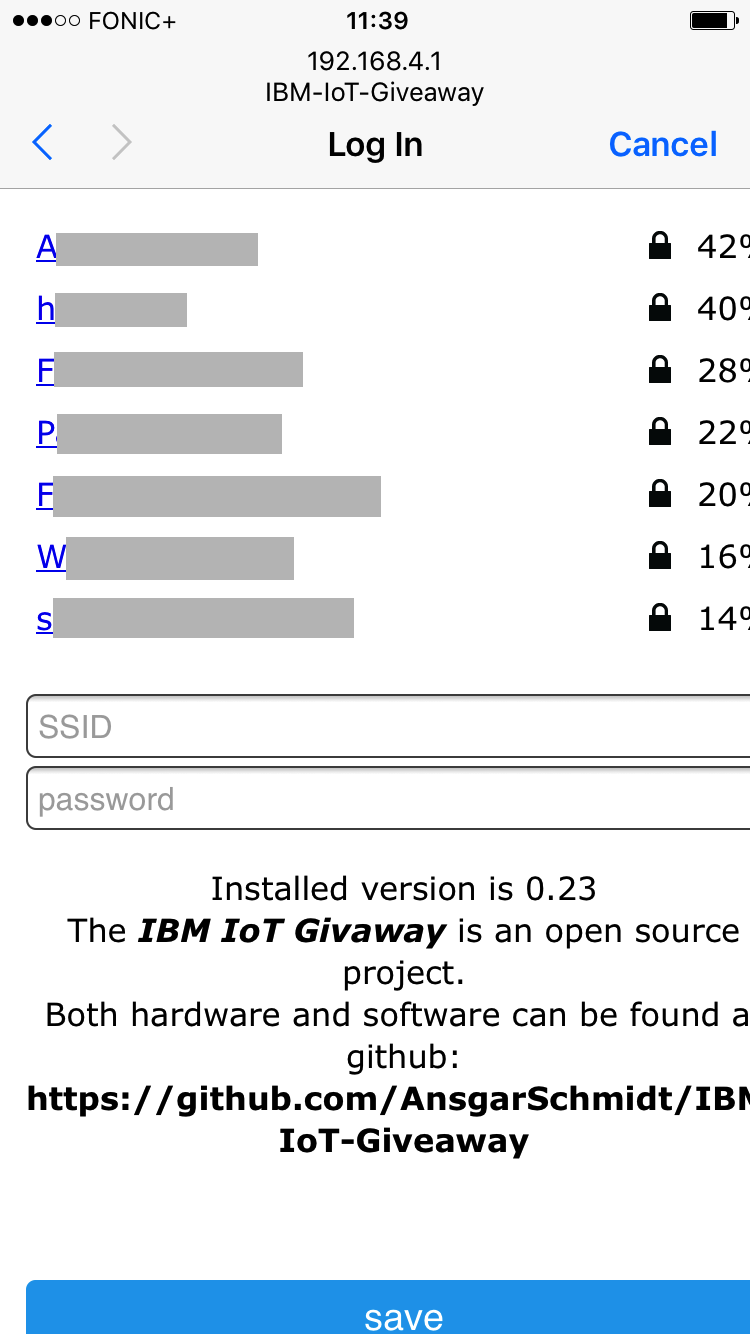 FONIC+ 11:39
192.168.4.1
IBM-IoT-Giveaway
Log In Cancel
A 42%
h 40%
F 28%
P 22%
F 20%
W 16%
s 14%
SSID
password
Installed version is 0.23
The IBM IoT Givaway is an open source
project.
Both hardware and software can be found a
github:
https://github.com/AnsgarSchmidt/IBM
IoT-Giveaway
save